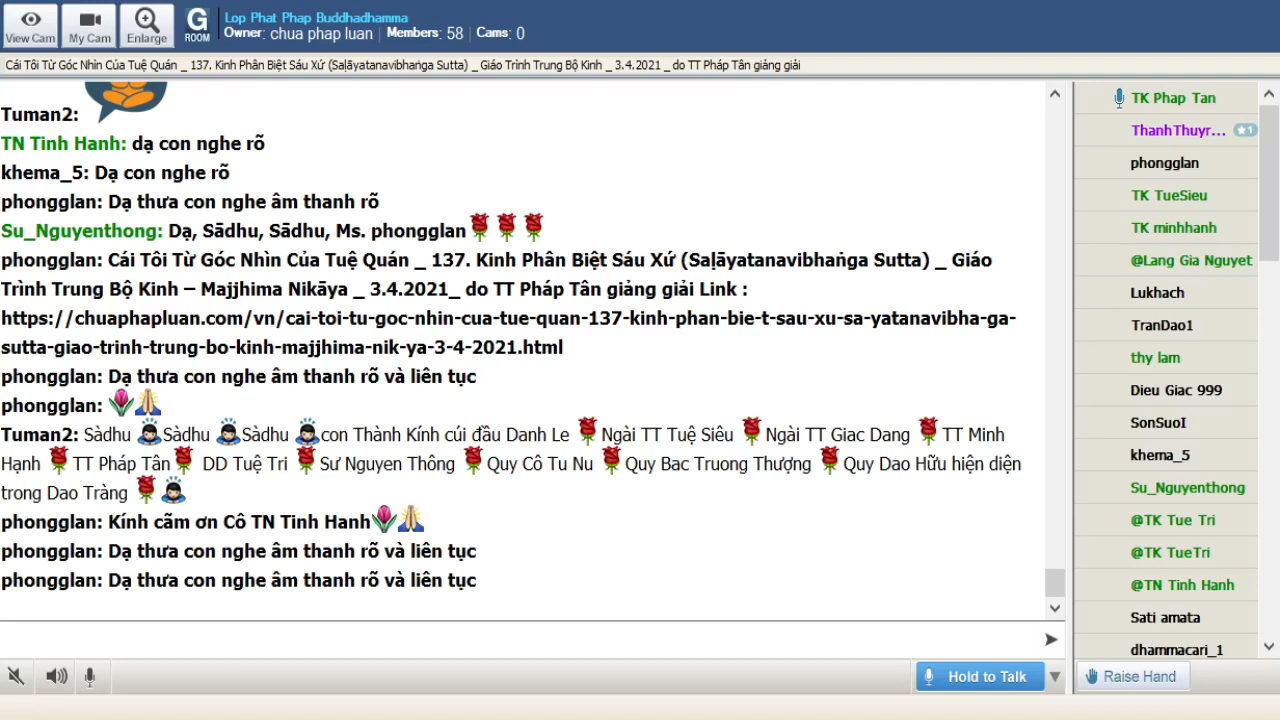 View Cam
My Cam
Enlarge
G
ROOM
Lop Phat Phap Buddhadhamma
Owner: chua phap luan Members: 58 Cams: 0
Cái Tôi Từ Góc Nhìn Của Tuệ Quán _ 137. Kinh Phân Biệt Sáu Xứ (Saḷāyatanavibhaṅga Sutta) _ Giáo Trình Trung Bộ Kinh _ 3.4.2021 _ do TT Pháp Tân giảng giải
Tuman2:
TN Tinh Hanh: dạ con nghe rõ
khema_5: Dạ con nghe rõ
phongglan: Dạ thưa con nghe âm thanh rõ
Su_Nguyenthong: Dạ, Sādhu, Sādhu, Ms. phongglan
phongglan: Cái Tôi Từ Góc Nhìn Của Tuệ Quán _ 137. Kinh Phân Biệt Sáu Xứ (Saḷāyatanavibhaṅga Sutta) _ Giáo
Trình Trung Bộ Kinh – Majjhima Nikāya _ 3.4.2021_ do TT Pháp Tân giảng giải Link :
https://chuaphapluan.com/vn/cai-toi-tu-goc-nhin-cua-tue-quan-137-kinh-phan-bie-t-sau-xu-sa-yatanavibha-ga-
sutta-giao-trinh-trung-bo-kinh-majjhima-nik-ya-3-4-2021.html
phongglan: Dạ thưa con nghe âm thanh rõ và liên tục
phongglan:
Tuman2: Sàdhu Sàdhu Sàdhu con Thành Kính cúi đầu Danh Le Ngài TT Tuệ Siêu Ngài TT Giac Dang TT Minh
Hạnh TT Pháp Tân DD Tuệ Tri Sư Nguyen Thông Quy Cô Tu Nu Quy Bac Truong Thượng Quy Dao Hữu hiện diện
trong Dao Tràng
phongglan: Kính cãm ơn Cô TN Tinh Hanh
phongglan: Dạ thưa con nghe âm thanh rõ và liên tục
phongglan: Dạ thưa con nghe âm thanh rõ và liên tục
TK Phap Tan
ThanhThuyr... 1
phongglan
TK TueSieu
TK minhhanh
@Lang Gia Nguyet
Lukhach
TranDao1
thy lam
Dieu Giac 999
SonSuoI
khema_5
Su_Nguyenthong
@TK Tue Tri
@TK TueTri
@TN Tinh Hanh
Sati amata
dhammacari_1
Hold to Talk
Raise Hand